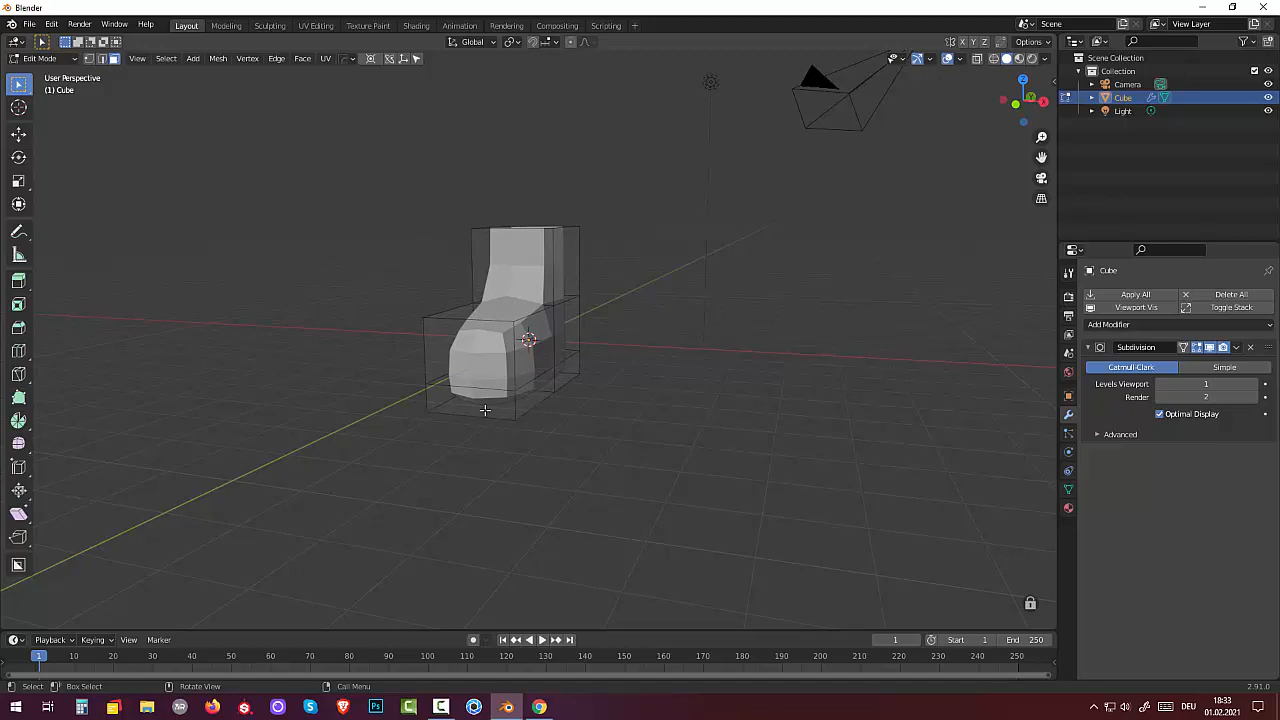 Blender
File Edit Render Window Help Layout Modeling Sculpting UV Editing Texture Paint Shading Animation Rendering Compositing Scripting + Scene View Layer
Global X Y Z Options
Edit Mode View Select Add Mesh Vertex Edge Face UV
User Perspective
(1) Cube
Z
Y
X
Scene Collection
Collection
Camera
Cube
Light
Cube
Apply All Delete All
Viewport Vis Toggle Stack
Add Modifier
Subdivision
Catmull-Clark Simple
Levels Viewport 1
Render 2
Optimal Display
Advanced
Playback Keying View Marker 1 Start 1 End 250
1 10 20 30 40 50 60 70 80 90 100 110 120 130 140 150 160 170 180 190 200 210 220 230 240 250
Select Box Select Rotate View Call Menu 2.91.0
18:33
01.02.2021